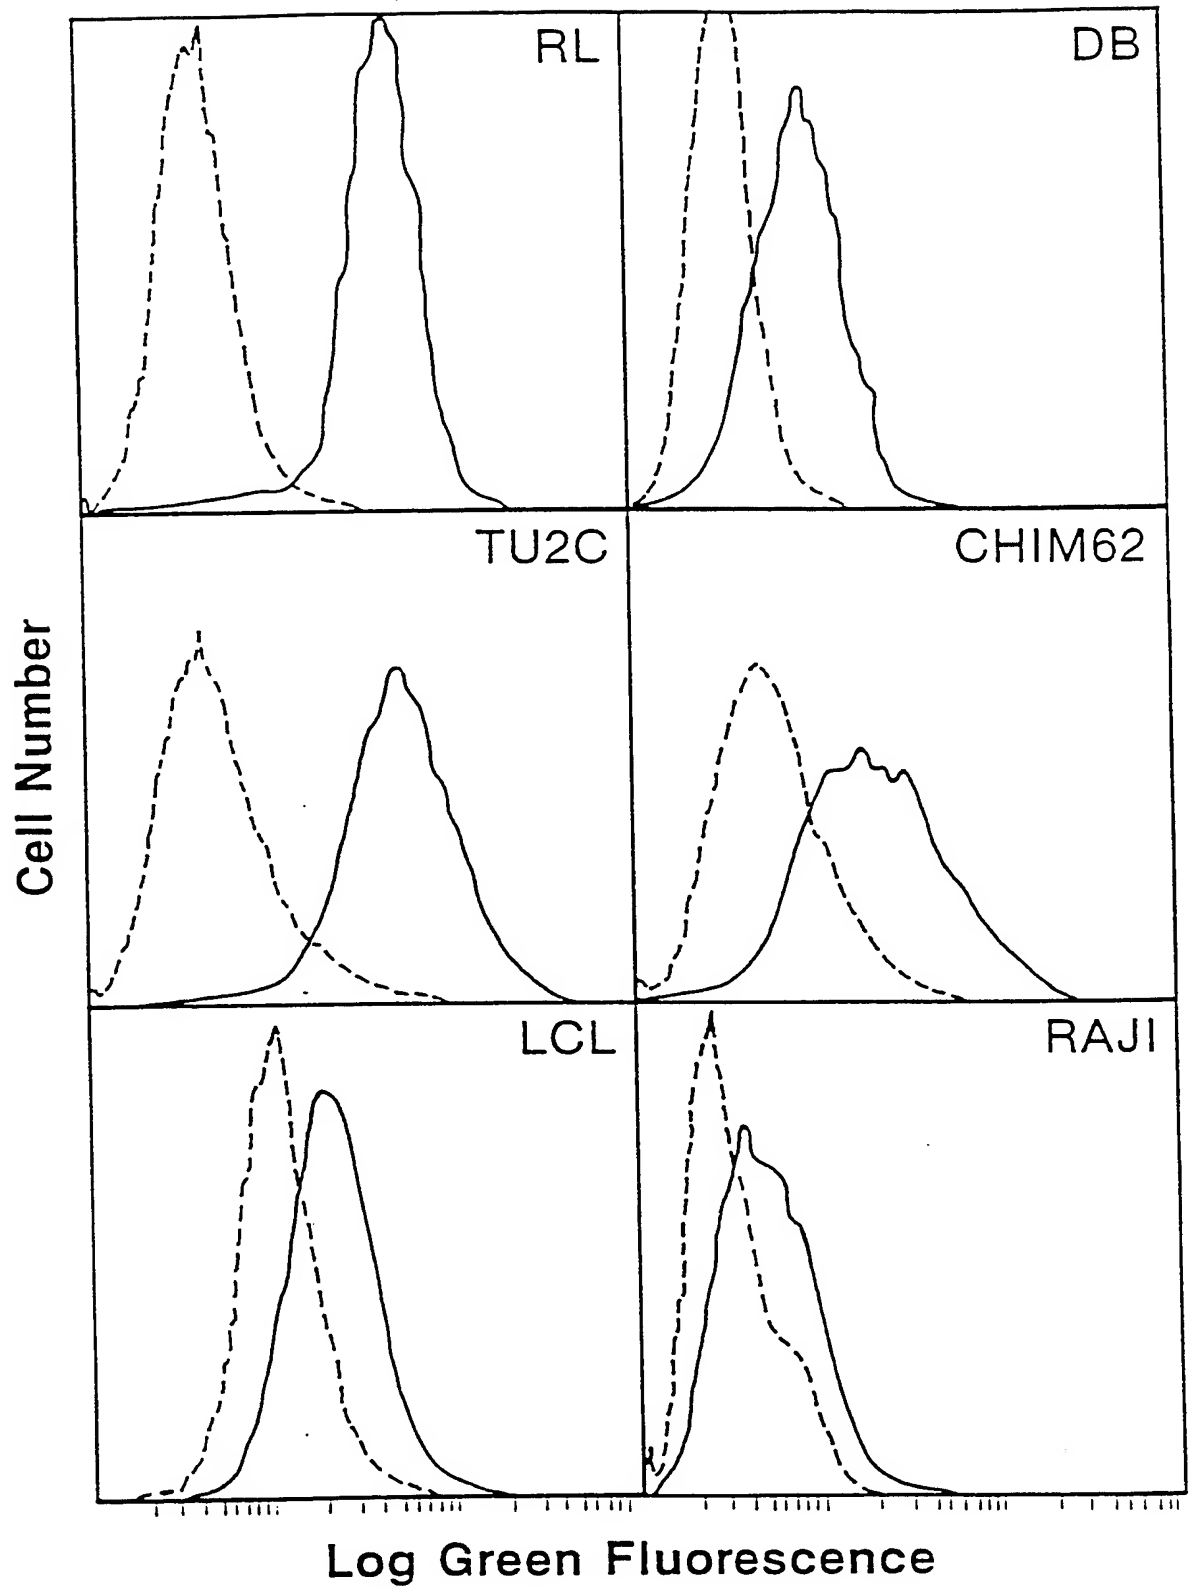 RL
DB
TU2C
CHIM62
LCL
RAJI
Cell Number
Log Green Fluorescence